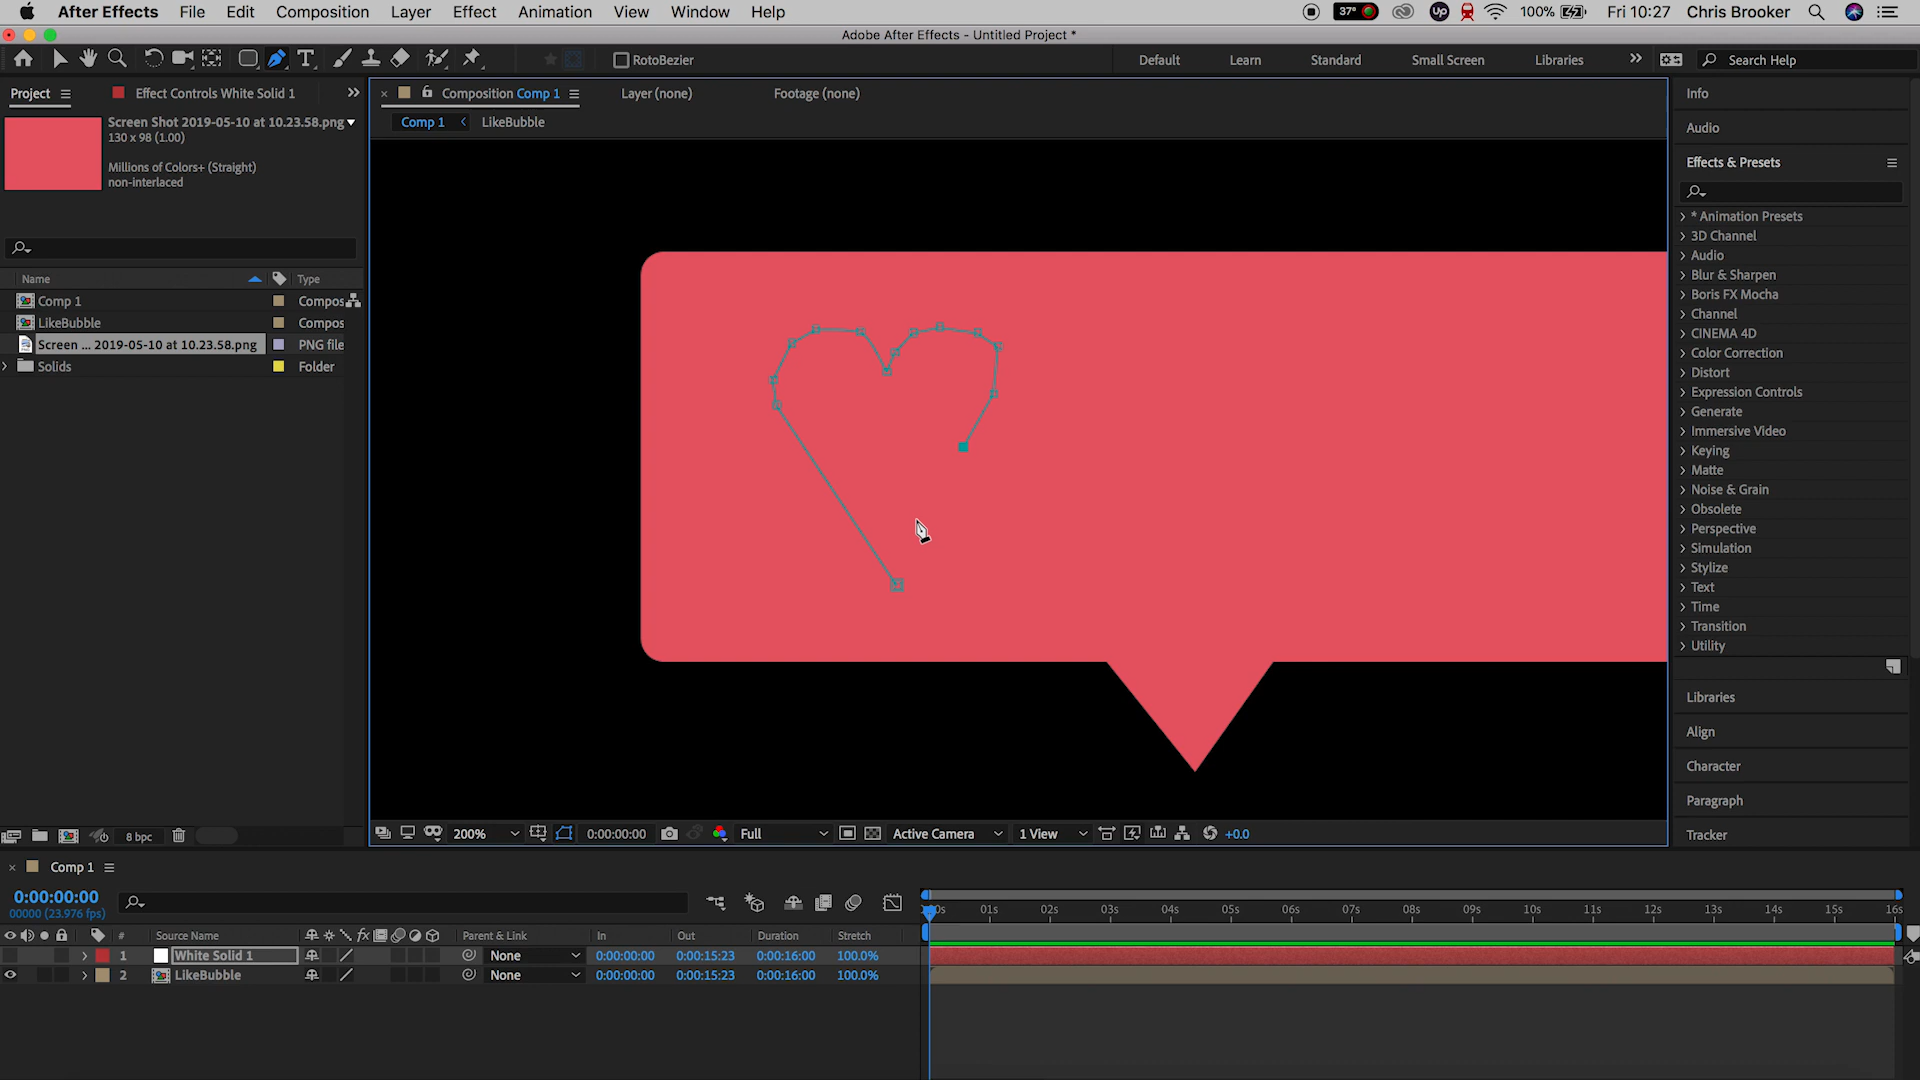 After Effects File Edit Composition Layer Effect Animation View Window Help 37° Up 100% Fri 10:27 Chris Brooker
Adobe After Effects - Untitled Project *
RotoBezier Default Learn Standard Small Screen Libraries Search Help
Project Effect Controls White Solid 1 Composition Comp 1 Layer (none) Footage (none) Info
Comp 1 LikeBubble
Screen Shot 2019-05-10 at 10.23.58.png
130 x 98 (1.00)
Millions of Colors+ (Straight)
non-interlaced
Audio
Effects & Presets
* Animation Presets
3D Channel
Audio
Blur & Sharpen
Boris FX Mocha
Channel
CINEMA 4D
Color Correction
Distort
Expression Controls
Generate
Immersive Video
Keying
Matte
Noise & Grain
Obsolete
Perspective
Simulation
Stylize
Text
Time
Transition
Utility
Name Type
Comp 1 Compos
LikeBubble Compos
Screen ... 2019-05-10 at 10.23.58.png PNG file
Solids Folder
Libraries
Align
Character
Paragraph
Tracker
8 bpc 200% 0:00:00:00 Full Active Camera 1 View +0.0
Comp 1
0:00:00:00
00000 (23.976 fps)
01s 02s 03s 04s 05s 06s 07s 08s 09s 10s 11s 12s 13s 14s 15s 16s
# Source Name fx Parent & Link In Out Duration Stretch
1 White Solid 1 None 0:00:00:00 0:00:15:23 0:00:16:00 100.0%
2 LikeBubble None 0:00:00:00 0:00:15:23 0:00:16:00 100.0%